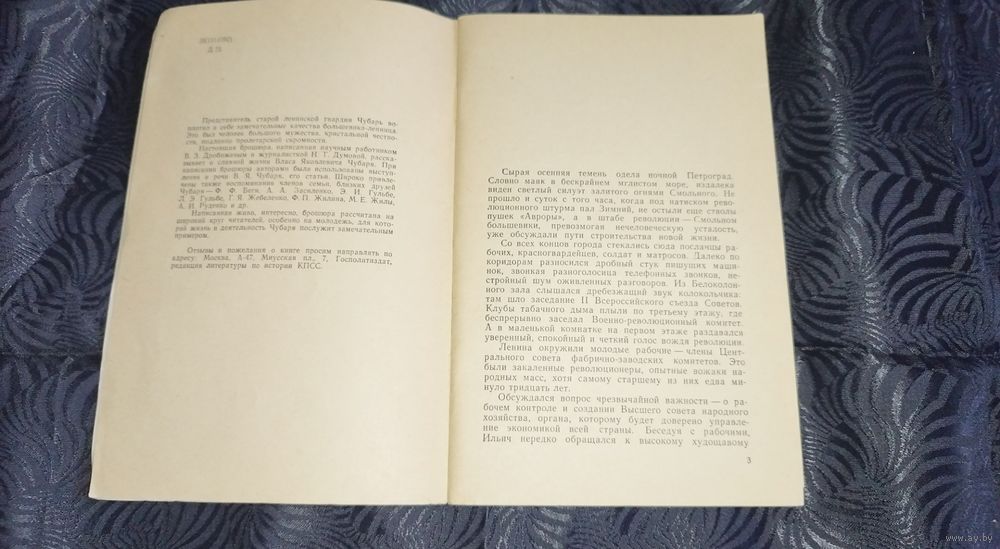 Д 75
Представитель старой ленинской гвардии Чубарь во-
плотил в себе замечательные качества большевика-ленинца.
Это был человек большого мужества, кристальной честно-
сти, подлинно пролетарской скромности.
Настоящая брошюра, написанная научным работником
В. З. Дробижевым и журналисткой Н. Г. Думовой, расска-
зывает о славной жизни Власа Яковлевича Чубаря. При
написании брошюры авторами были использованы выступ-
ления и речи В. Я. Чубаря, его статьи. Широко привле-
чены также воспоминания членов семьи, близких друзей
Чубаря — Ф. Ф. Бега, А. А. Засиленко, Э. И. Гульбе,
Л. Э. Гульбе, Г. Я. Жебеленко, Ф. П. Жилина, М. Е. Жилы,
А. И. Руденко и др.
Написанная живо, интересно, брошюра рассчитана на
широкий круг читателей, особенно на молодежь, для кото-
рой жизнь и деятельность Чубаря послужит замечательным
примером.
Отзывы и пожелания о книге просим направлять по
адресу: Москва, А-47, Миусская пл., 7, Госполитиздат,
редакция литературы по истории КПСС.
Сырая осенняя темень одела ночной Петроград.
Словно маяк в бескрайнем мглистом море, издалека
виден светлый силуэт залитого огнями Смольного. Не
прошло и суток с того часа, когда под натиском рево-
люционного штурма пал Зимний, не остыли еще стволы
пушек «Авроры», а в штабе революции — Смольном
большевики, превозмогая нечеловеческую усталость,
уже обсуждали пути строительства новой жизни.
Со всех концов города стекались сюда посланцы ра-
бочих, красногвардейцев, солдат и матросов. Далеко по
коридорам разносился дробный стук пишущих маши-
нок, звонкая разноголосица телефонных звонков, не-
стройный шум оживленных разговоров. Из Белоколон-
ного зала слышался дребезжащий звук колокольчика:
там шло заседание II Всероссийского съезда Советов.
Клубы табачного дыма плыли по третьему этажу, где
беспрерывно заседал Военно-революционный комитет.
А в маленькой комнатке на первом этаже раздавался
уверенный, спокойный и четкий голос вождя революции.
Ленина окружили молодые рабочие — члены Цент-
рального совета фабрично-заводских комитетов. Это
были закаленные революционеры, опытные вожаки на-
родных масс, хотя самому старшему из них едва ми-
нуло тридцать лет.
Обсуждался вопрос чрезвычайной важности — о ра-
бочем контроле и создании Высшего совета народного
хозяйства, органа, которому будет доверено управле-
ние экономикой всей страны. Беседуя с рабочими,
Ильич нередко обращался к высокому худощавому
3
www.ay.by